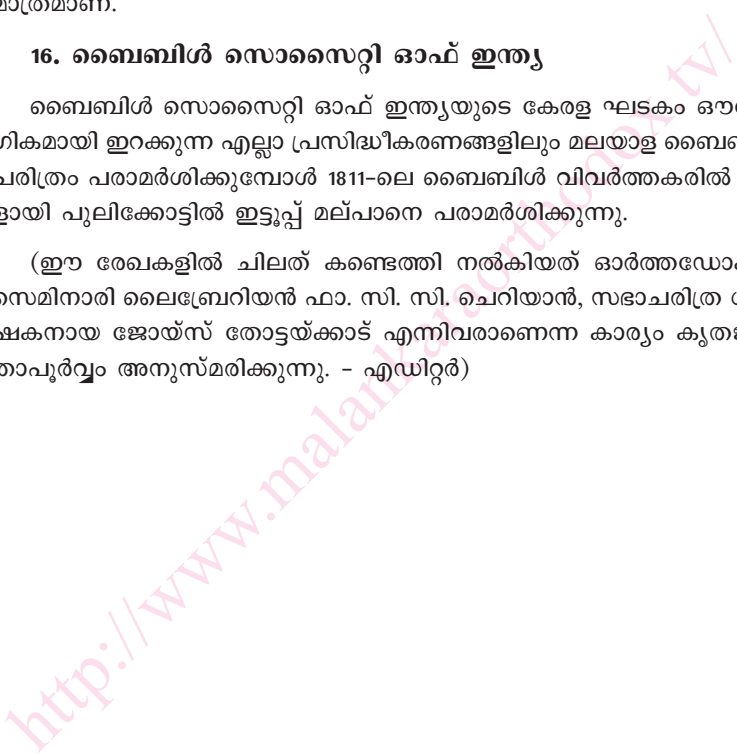 മാത്രമാണ്.
16. ബൈബിൾ സൊസൈറ്റി ഓഫ് ഇന്ത്യ
ബൈബിൾ സൊസൈറ്റി ഓഫ് ഇന്ത്യയുടെ കേരള ഘടകം ഔ
ഗികമായി ഇറക്കുന്ന എല്ലാ പ്രസിദ്ധീകരണങ്ങളിലും മലയാള ബൈബ
ചരിത്രം പരാമർശിക്കുമ്പോൾ 1811-ലെ ബൈബിൾ വിവർത്തകരിൽ
ളായി പുലിക്കോട്ടിൽ ഇട്ടൂപ്പ് മല്പാനെ പരാമർശിക്കുന്നു.
(ഈ രേഖകളിൽ ചിലത് കണ്ടെത്തി നൽകിയത് ഓർത്തഡോക
സെമിനാരി ലൈബ്രേറിയൻ ഫാ. സി. സി. ചെറിയാൻ, സഭാചരിത്ര
ഷകനായ ജോയ്സ് തോട്ടയ്ക്കാട് എന്നിവരാണെന്ന കാര്യം കൃതജ
താപൂർവ്വം അനുസ്മരിക്കുന്നു. - എഡിറ്റർ)
http://www.malankaraorthodox.tv/